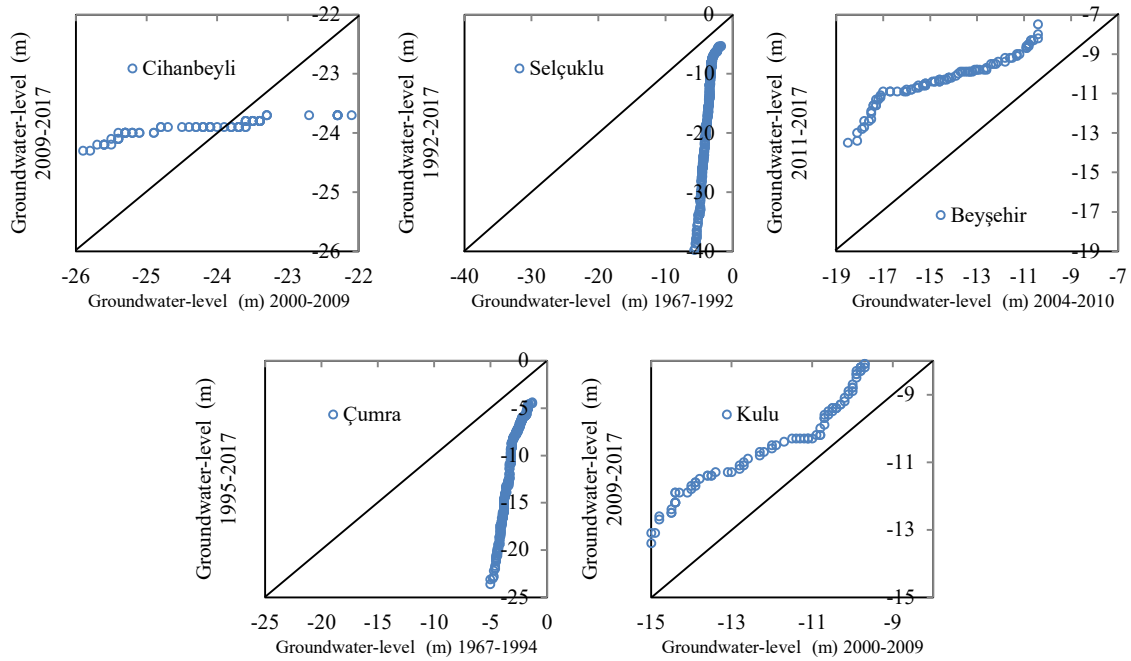 Groundwater-level (m)
2009-2017
-22
-23
-24
-25
-26
Cihanbeyli
-26 -25 -24 -23 -22
Groundwater-level (m) 2000-2009
Groundwater-level (m)
1992-2017
0
-10
-20
-30
-40
Selçuklu
-40 -30 -20 -10 0
Groundwater-level (m) 1967-1992
Groundwater-level (m)
2011-2017
-7
-9
-11
-13
-15
-17
-19
Beyşehir
-19 -17 -15 -13 -11 -9 -7
Groundwater-level (m) 2004-2010
Groundwater-level (m)
1995-2017
0
-5
-10
-15
-20
-25
Çumra
-25 -20 -15 -10 -5 0
Groundwater-level (m) 1967-1994
Groundwater-level (m)
2009-2017
-9
-11
-13
-15
Kulu
-15 -13 -11 -9
Groundwater-level (m) 2000-2009